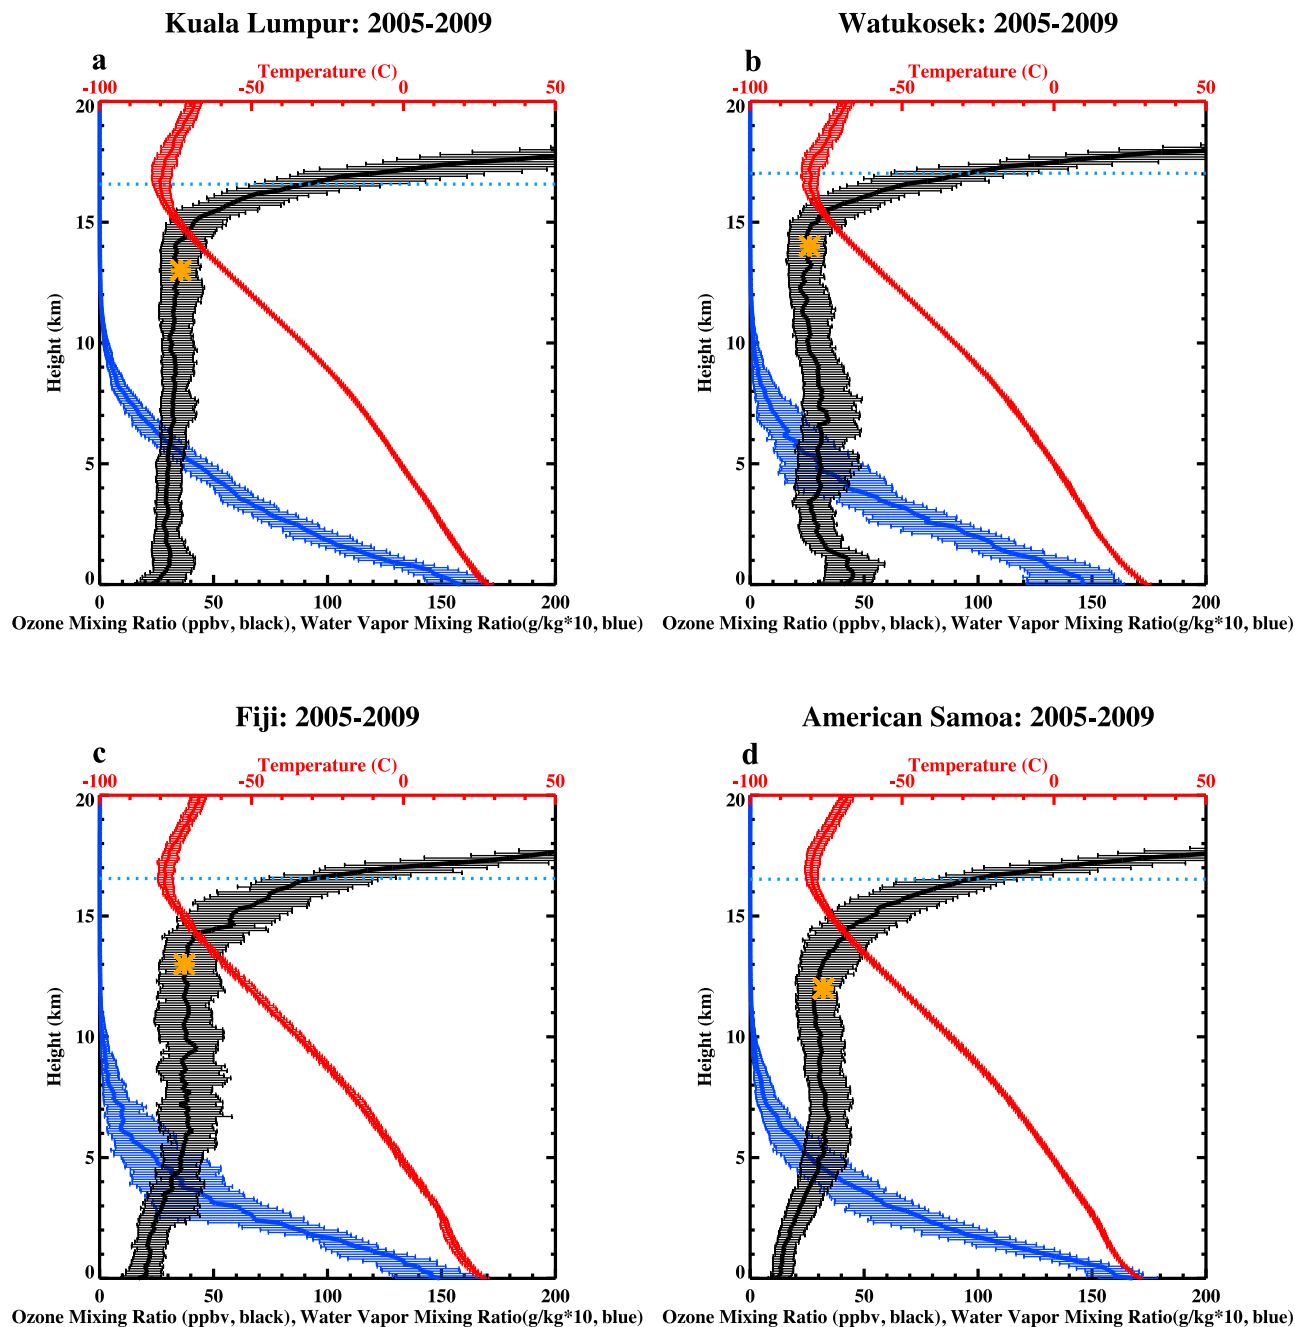 Kuala Lumpur: 2005-2009
a
Temperature (C)
-100 -50 0 50
20
15
10
5
0
Height (km)
0 50 100 150 200
Ozone Mixing Ratio (ppbv, black), Water Vapor Mixing Ratio(g/kg*10, blue)
Watukosek: 2005-2009
b
Temperature (C)
-100 -50 0 50
20
15
10
5
0
Height (km)
0 50 100 150 200
Ozone Mixing Ratio (ppbv, black), Water Vapor Mixing Ratio(g/kg*10, blue)
Fiji: 2005-2009
c
Temperature (C)
-100 -50 0 50
20
15
10
5
0
Height (km)
0 50 100 150 200
Ozone Mixing Ratio (ppbv, black), Water Vapor Mixing Ratio(g/kg*10, blue)
American Samoa: 2005-2009
d
Temperature (C)
-100 -50 0 50
20
15
10
5
0
Height (km)
0 50 100 150 200
Ozone Mixing Ratio (ppbv, black), Water Vapor Mixing Ratio(g/kg*10, blue)